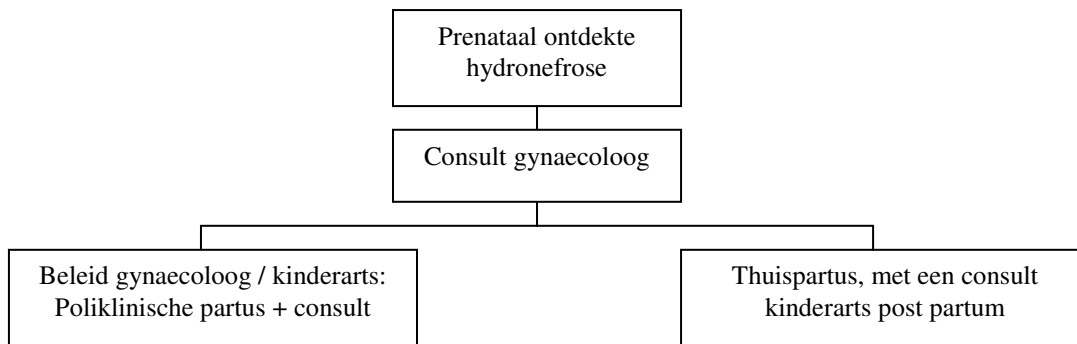 Prenataal ontdekte
hydronefrose
Consult gynaecoloog
Beleid gynaecoloog / kinderarts:
Poliklinische partus + consult
Thuispartus, met een consult
kinderarts post partum